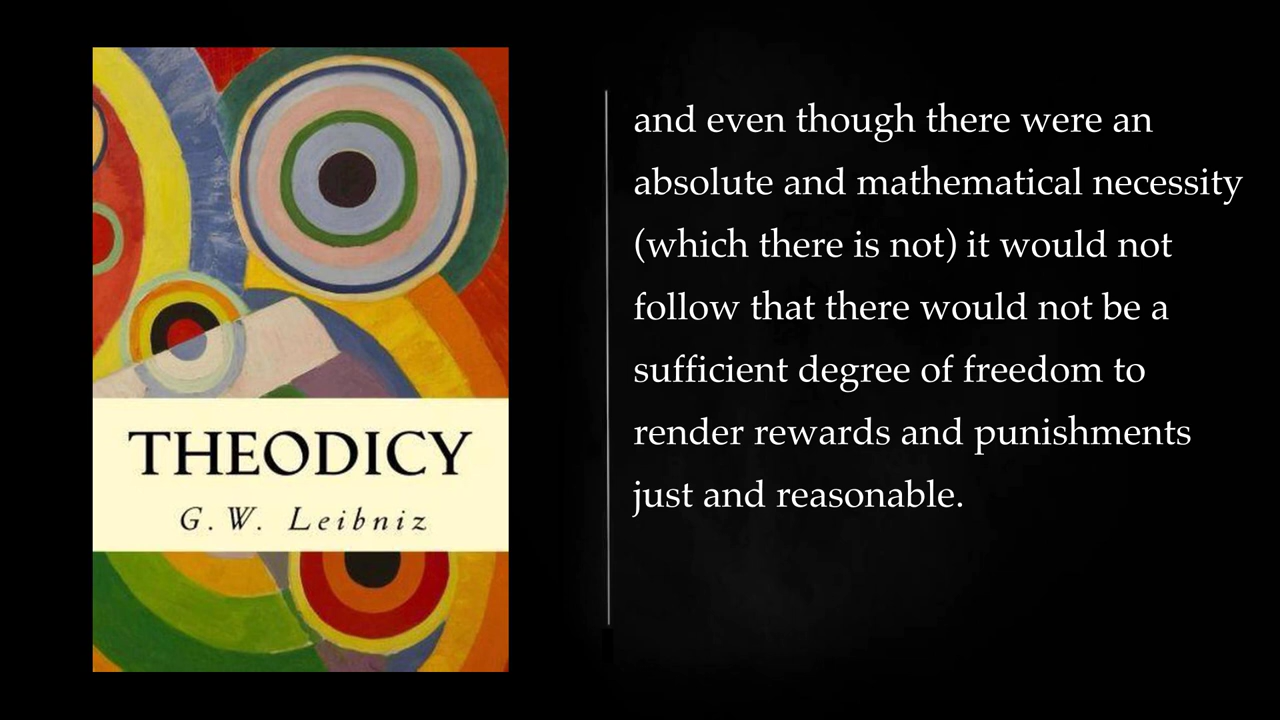 THEODICY
G.W. Leibniz
and even though there were an
absolute and mathematical necessity
(which there is not) it would not
follow that there would not be a
sufficient degree of freedom to
render rewards and punishments
just and reasonable.